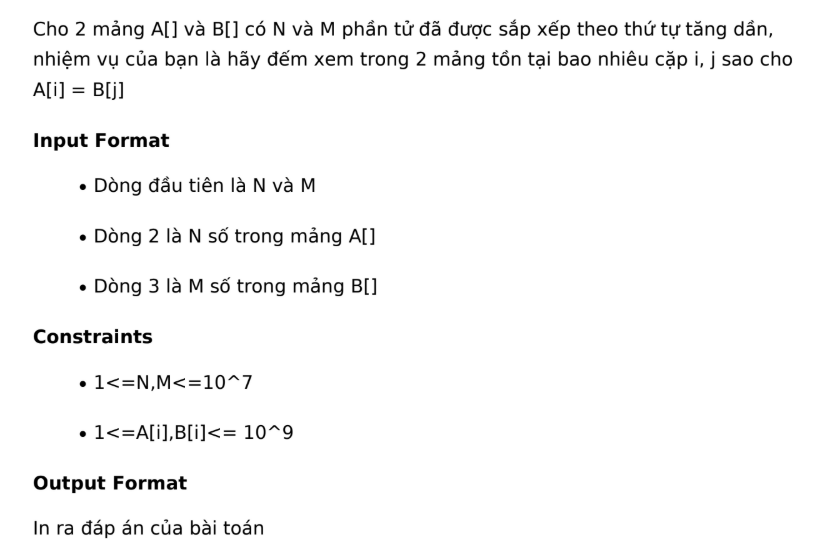 Cho 2 mảng A[] và B[] có N và M phần tử đã được sắp xếp theo thứ tự tăng dần,
nhiệm vụ của bạn là hãy đếm xem trong 2 mảng tồn tại bao nhiêu cặp i, j sao cho
A[i] = B[j]
Input Format
• Dòng đầu tiên là N và M
• Dòng 2 là N số trong mảng A[]
• Dòng 3 là M số trong mảng B[]
Constraints
• 1<=N,M<=10^7
• 1<=A[i],B[i]<= 10^9
Output Format
In ra đáp án của bài toán